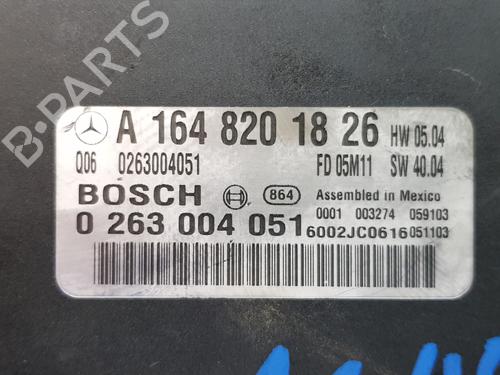 B-PARTS
A 164 820 18 26 HW 05.04
Q06 0263004051 FD 05M11 SW 40.04
BOSCH 864 Assembled in Mexico
0 263 004 051 0001 003274 059103
6002JC0616 051103